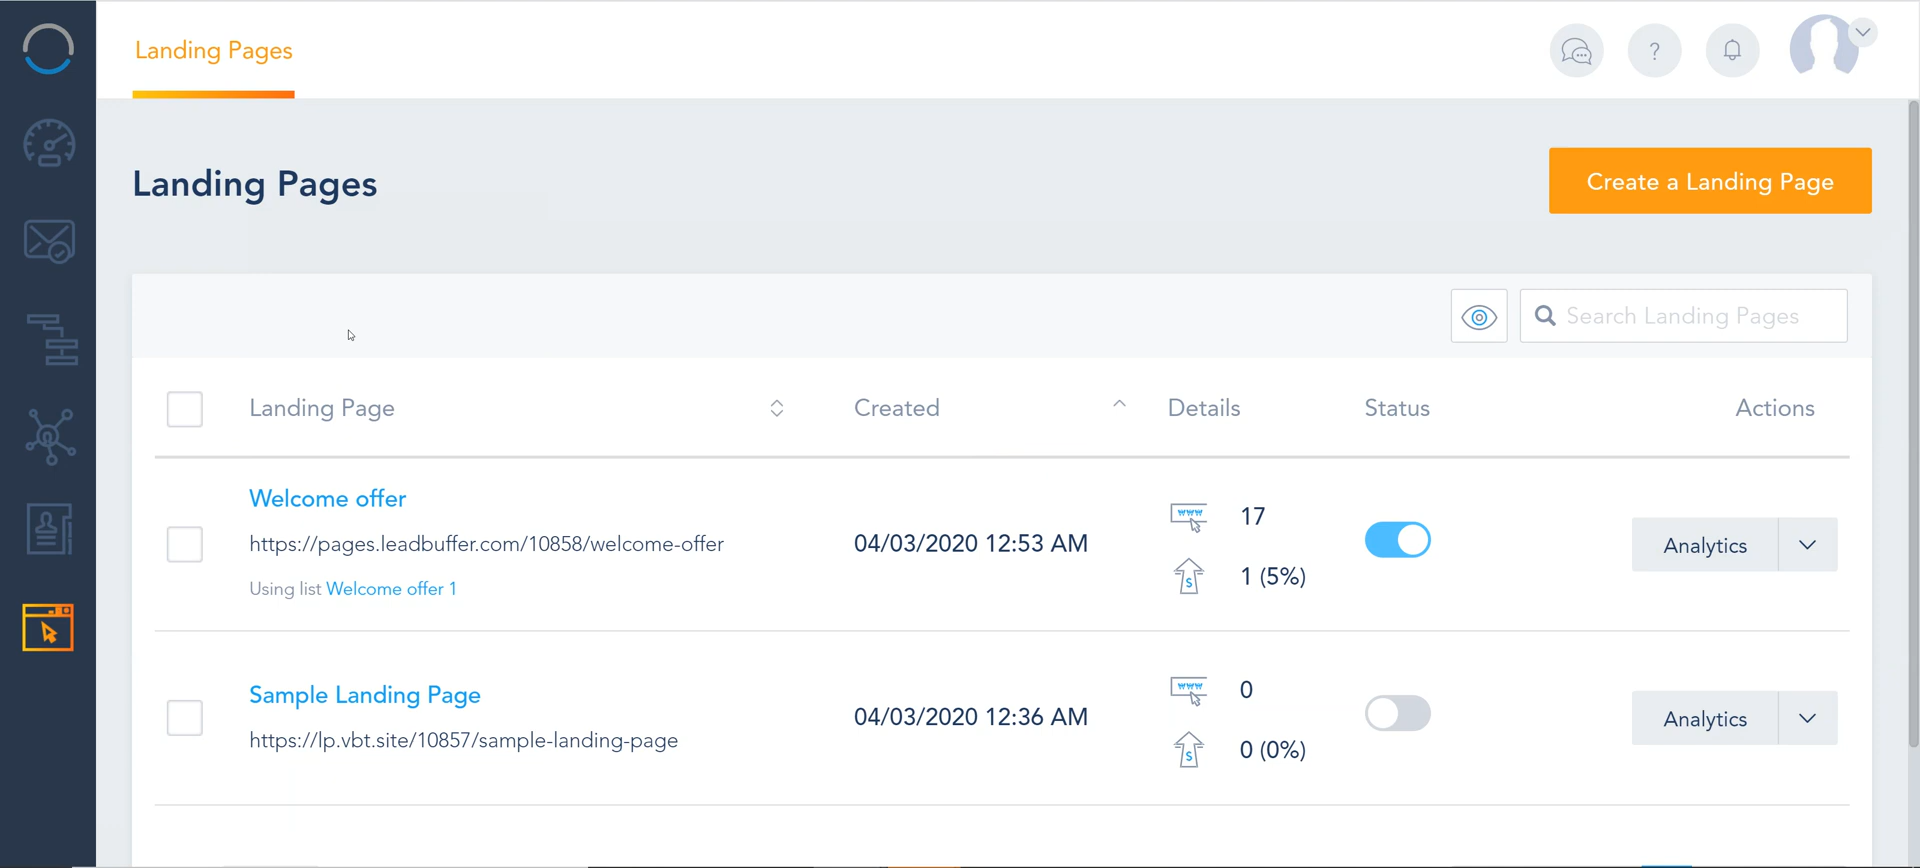 Landing Pages
?
Landing Pages
Create a Landing Page
Search Landing Pages
Landing Page
Created
Details
Status
Actions
Welcome offer
https://pages.leadbuffer.com/10858/welcome-offer
Using list Welcome offer 1
04/03/2020 12:53 AM
www
17
$
1 (5%)
Analytics
Sample Landing Page
https://lp.vbt.site/10857/sample-landing-page
04/03/2020 12:36 AM
www
0
$
0 (0%)
Analytics